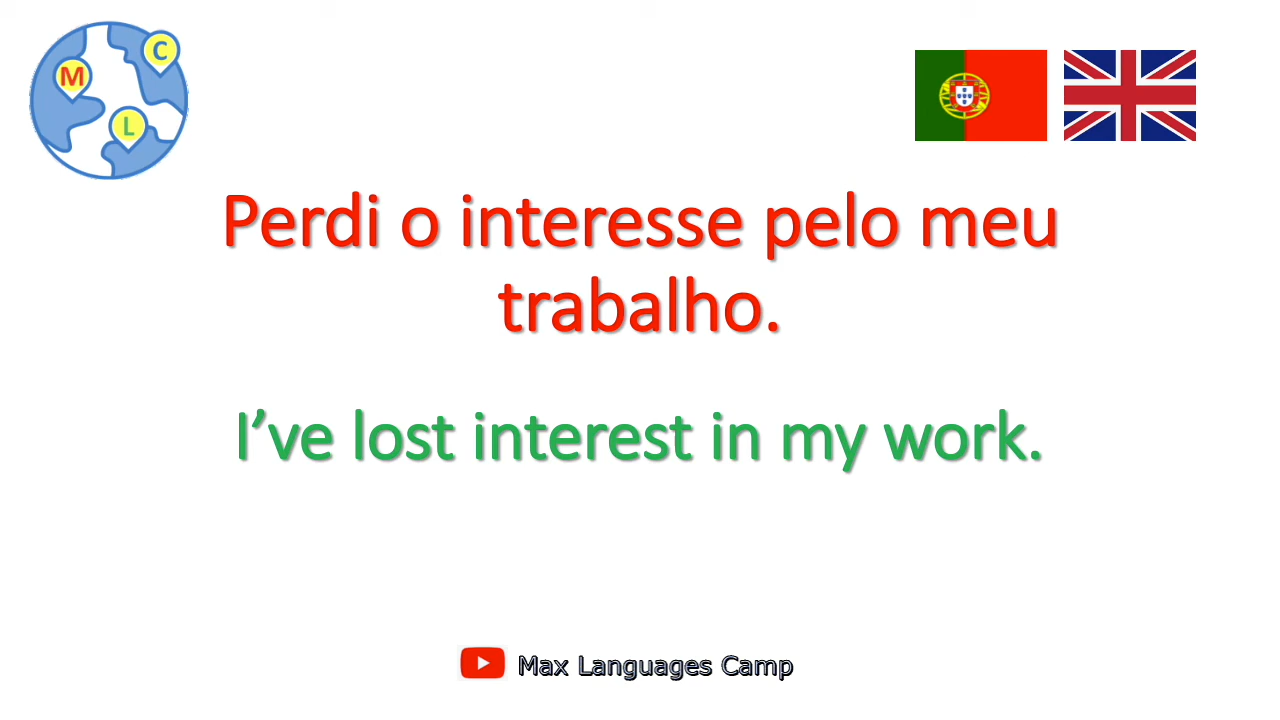 M
C
L
Perdi o interesse pelo meu
trabalho.
I’ve lost interest in my work.
Max Languages Camp